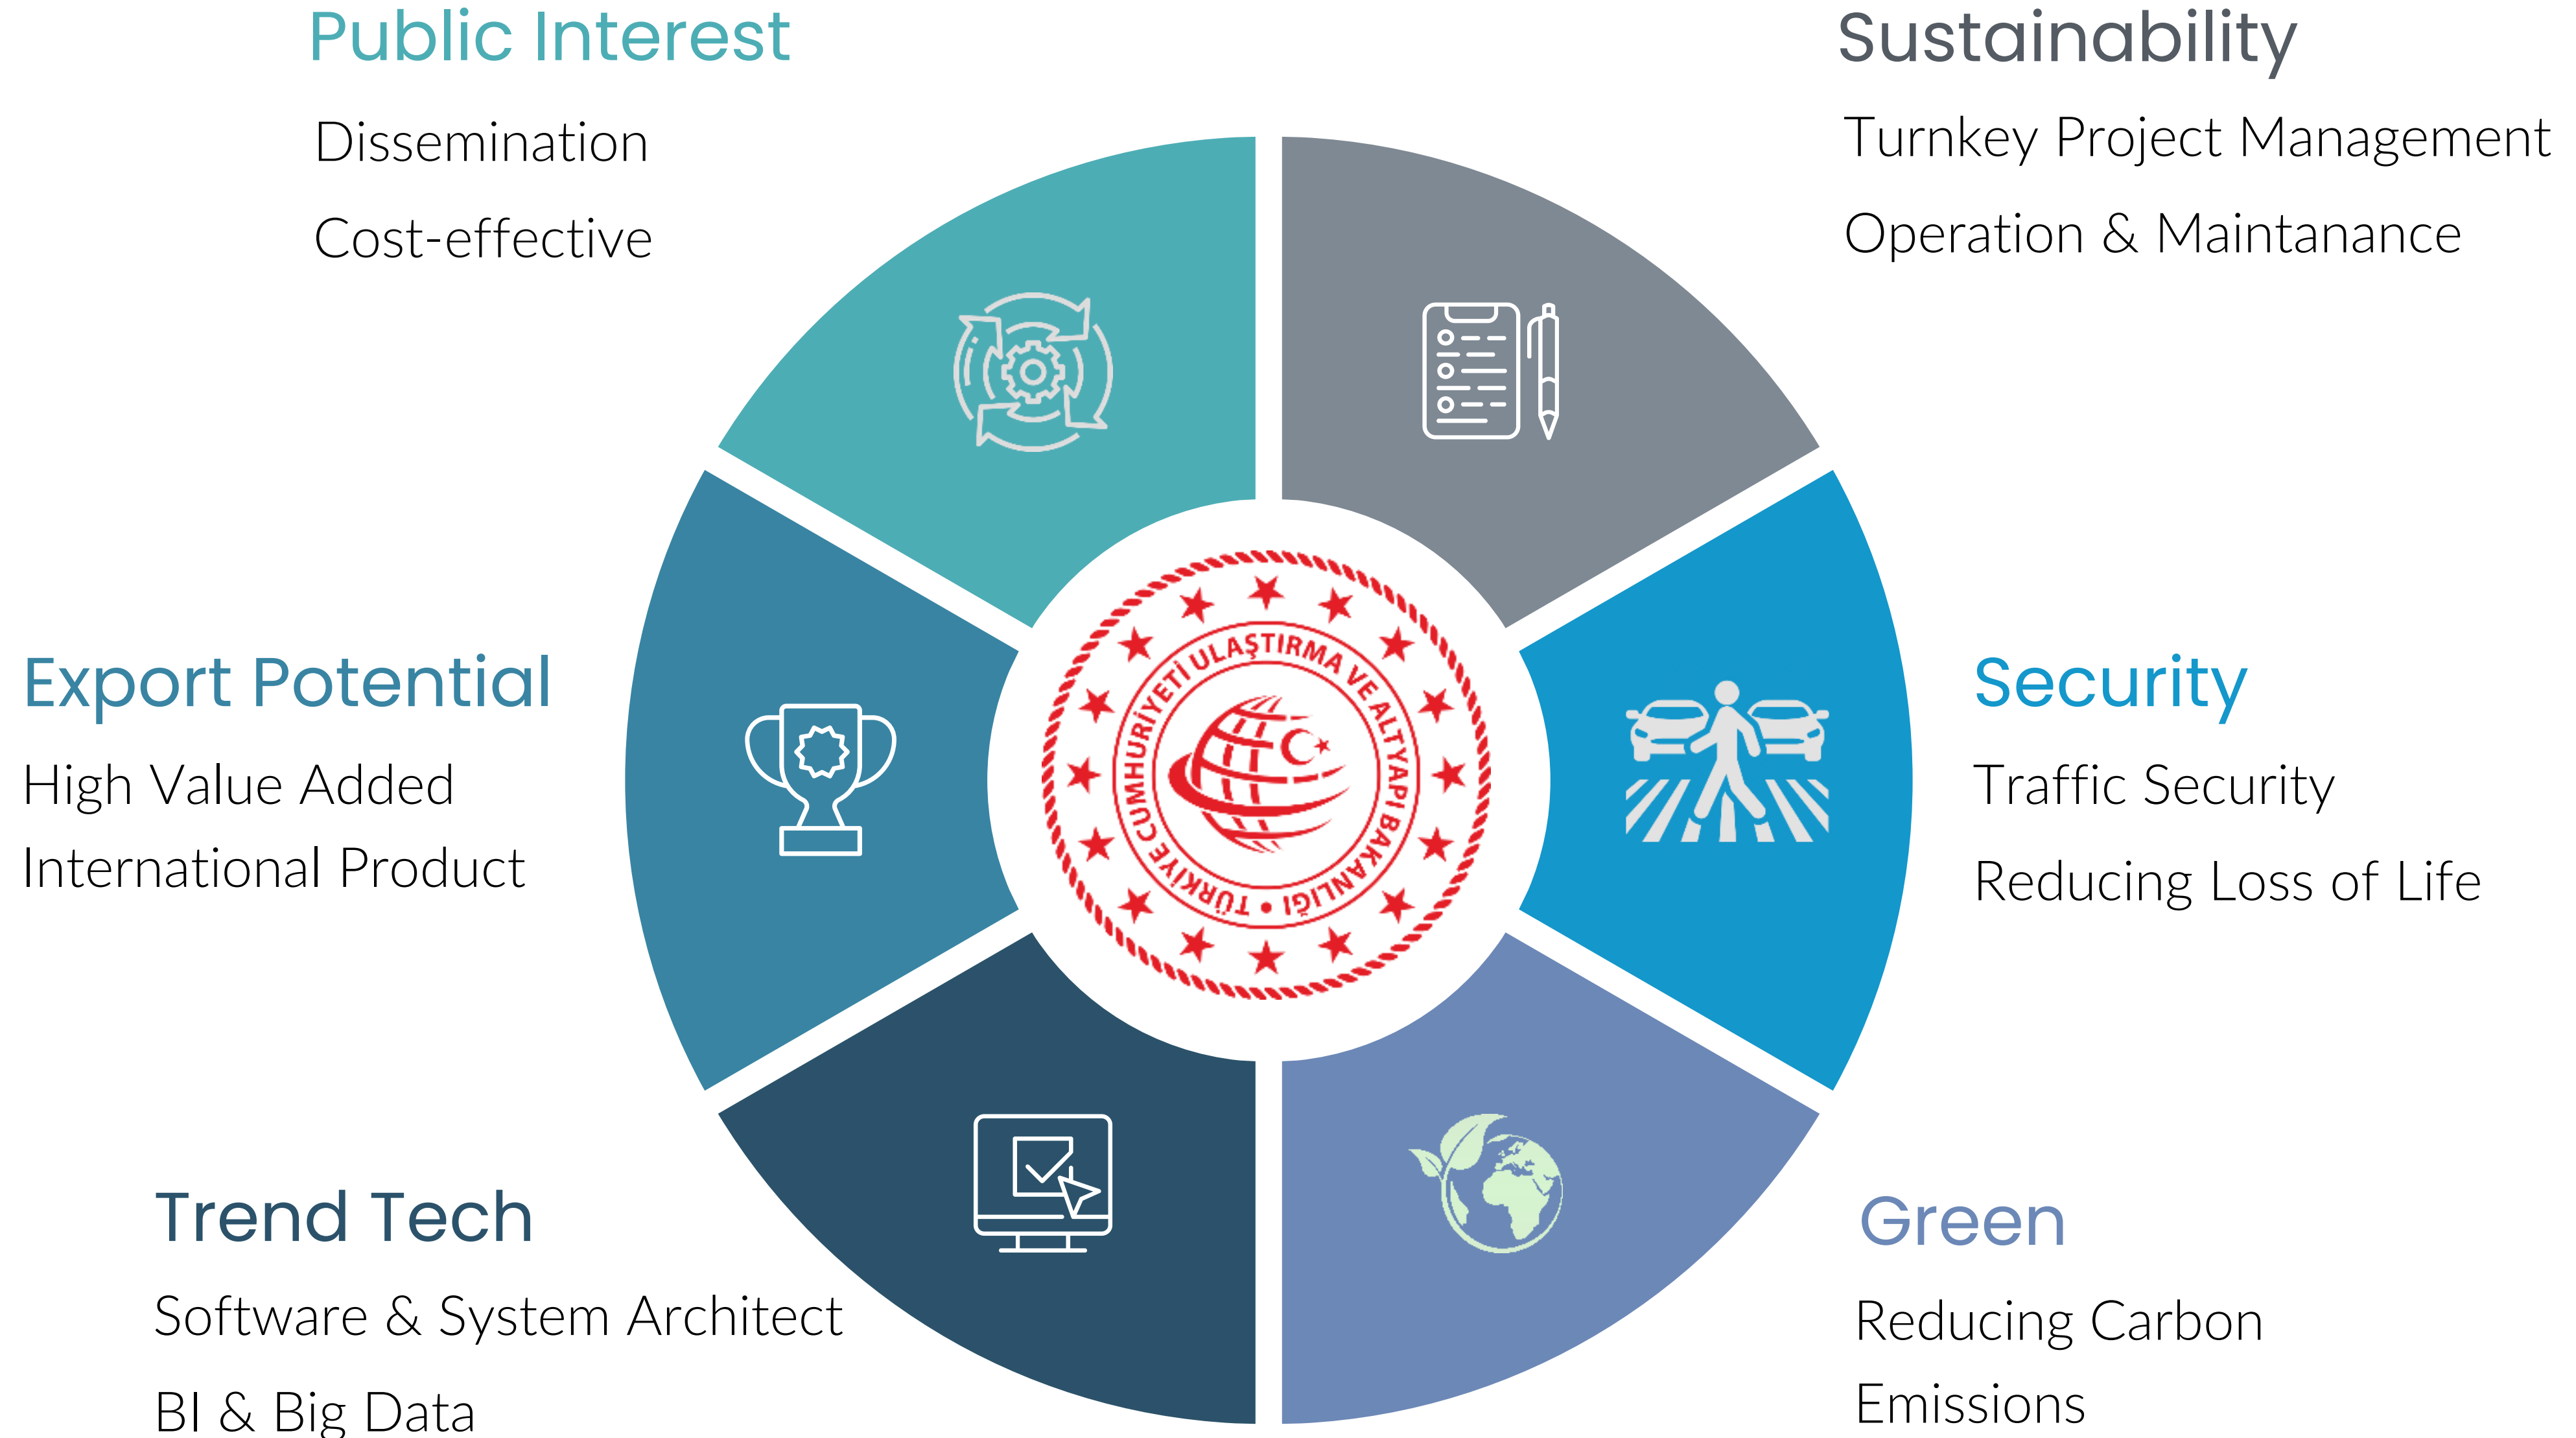 Public Interest
Dissemination
Cost-effective
Sustainability
Turnkey Project Management
Operation & Maintanance
Export Potential
High Value Added
International Product
TÜRKİYE CUMHURİYETİ ULAŞTIRMA VE ALTYAPI BAKANLIĞI •
Security
Traffic Security
Reducing Loss of Life
Trend Tech
Software & System Architect
BI & Big Data
Green
Reducing Carbon
Emissions